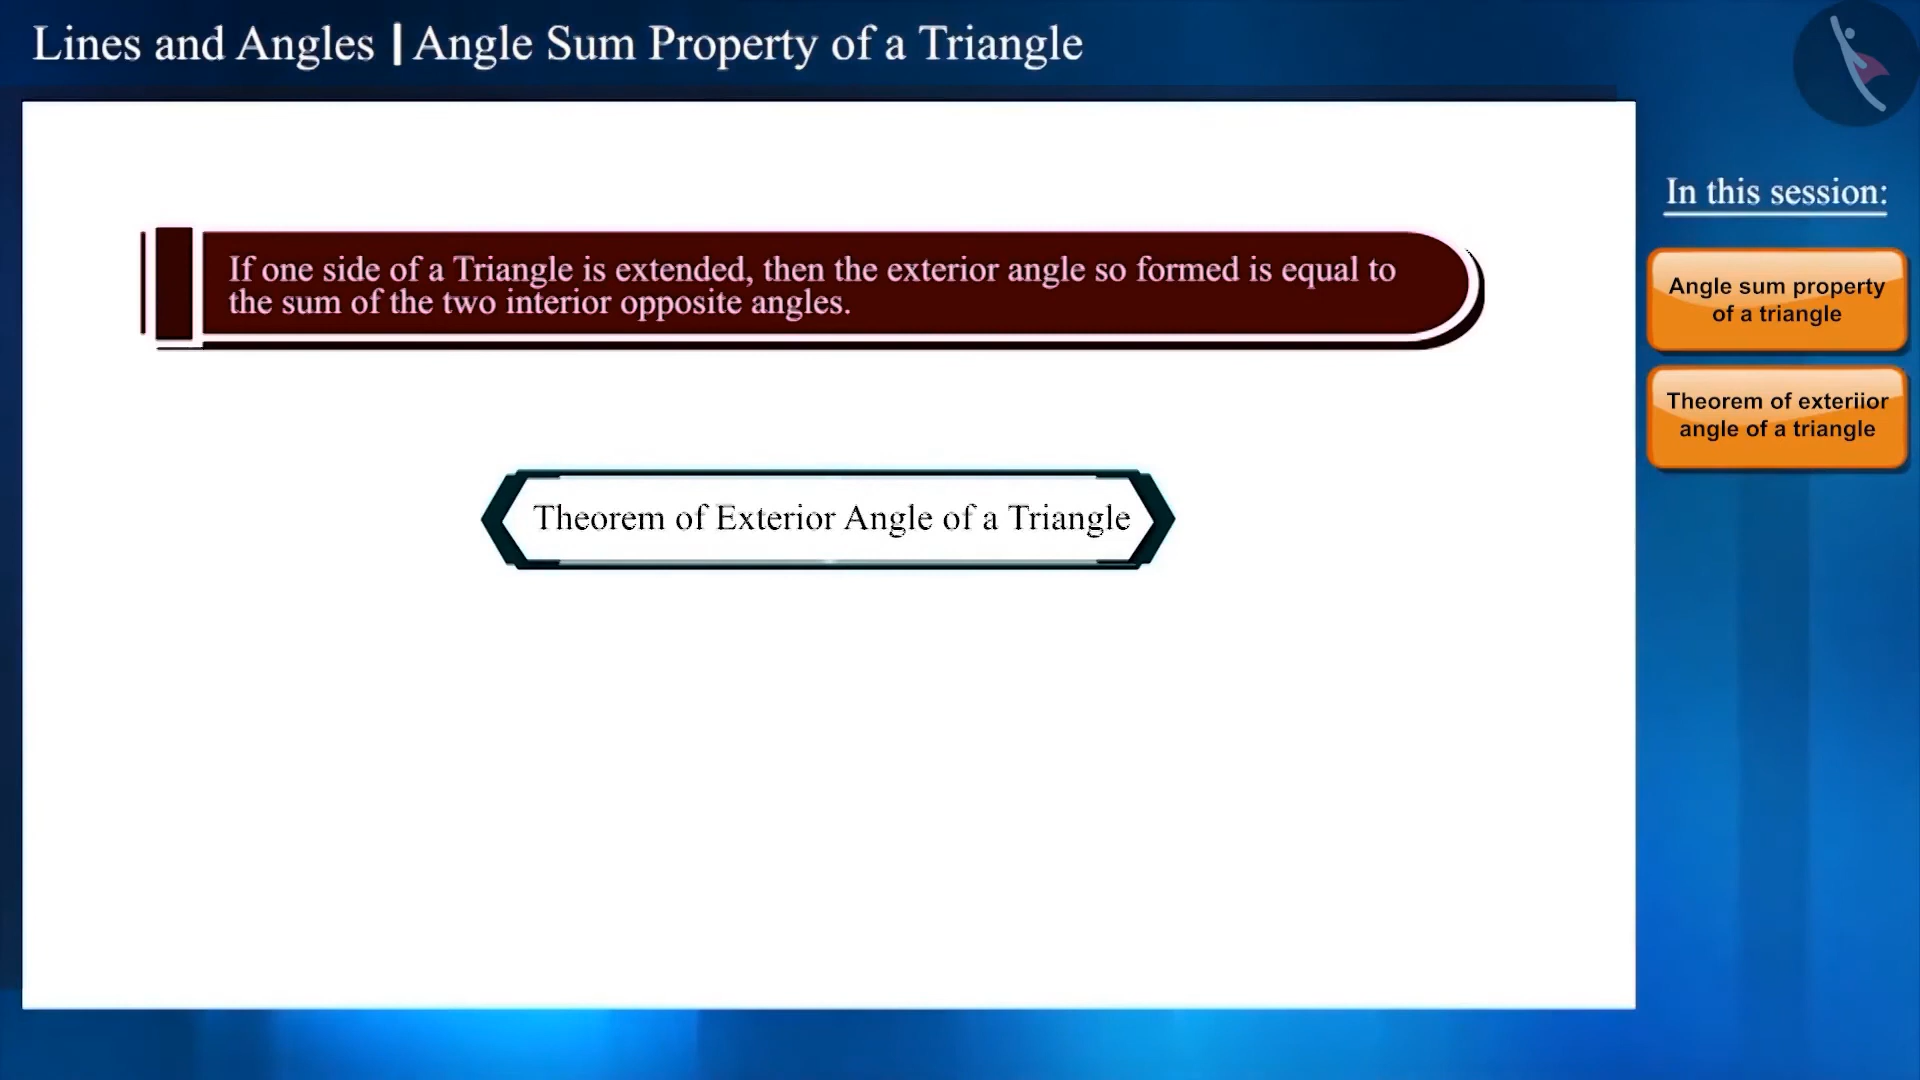 Lines and Angles | Angle Sum Property of a Triangle
In this session:
If one side of a Triangle is extended, then the exterior angle so formed is equal to
the sum of the two interior opposite angles.
Angle sum property
of a triangle
Theorem of exteriior
angle of a triangle
Theorem of Exterior Angle of a Triangle